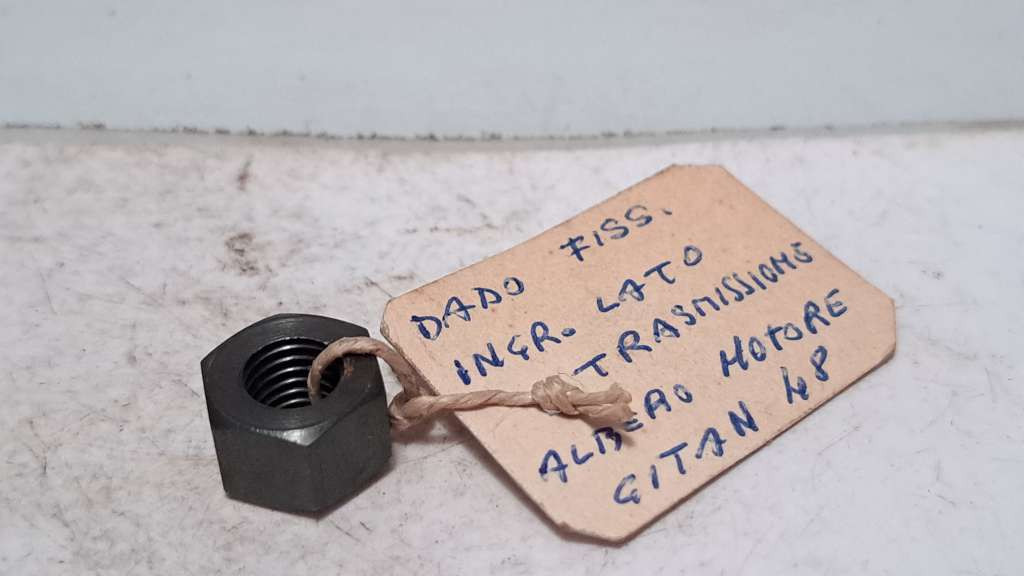 DADO FISS.
INGR. LATO
TRASMISSIONE
ALBERO MOTORE
GITAN 48